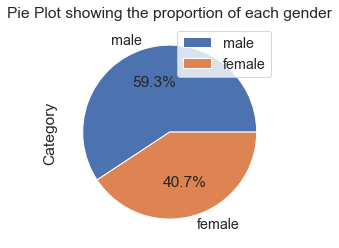 Pie Plot showing the proportion of each gender
male
male
female
59.3%
Category
40.7%
female